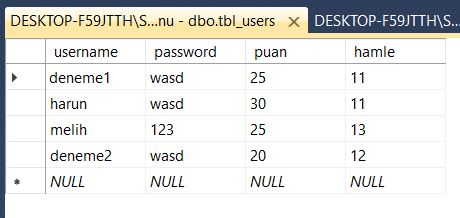 DESKTOP-F59JTTH\S...nu - dbo.tbl_users DESKTOP-F59JTTH\S...
username password puan hamle
deneme1 wasd 25 11
harun wasd 30 11
melih 123 25 13
deneme2 wasd 20 12
NULL NULL NULL NULL